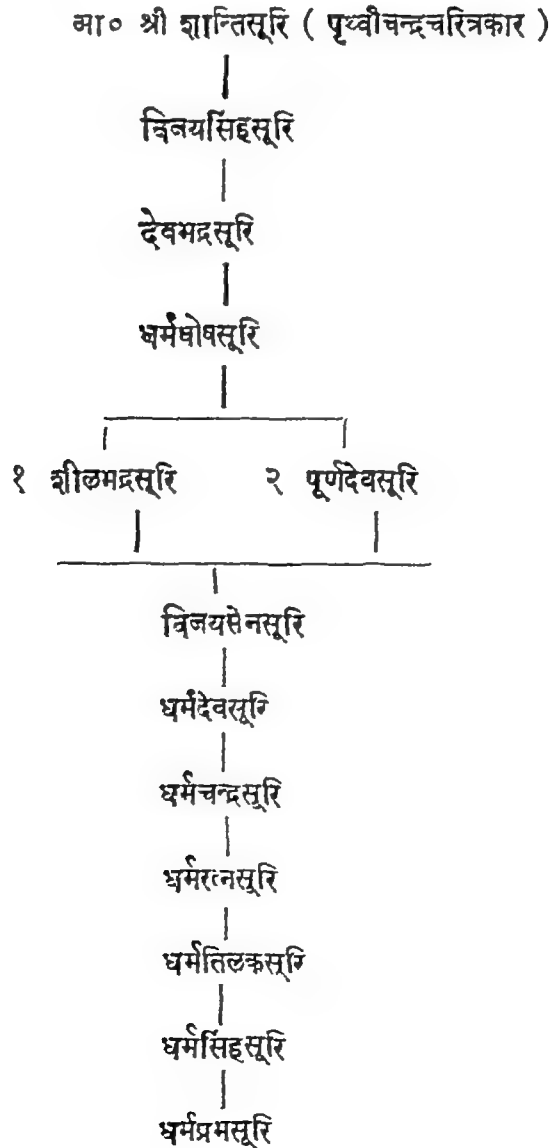 आ० श्री शान्तिसूरि ( पृथ्वीचन्द्रचरित्रकार )
विजयसिंहसूरि
देवभद्रसूरि
धर्मघोषसूरि
१ शीलभद्रसूरि २ पूर्णदेवसूरि
विजयसेनसूरि
धर्मदेवसूरि
धर्मचन्द्रसूरि
धर्मरत्नसूरि
धर्मतिलकसूरि
धर्मसिंहसूरि
धर्मप्रभसूरि